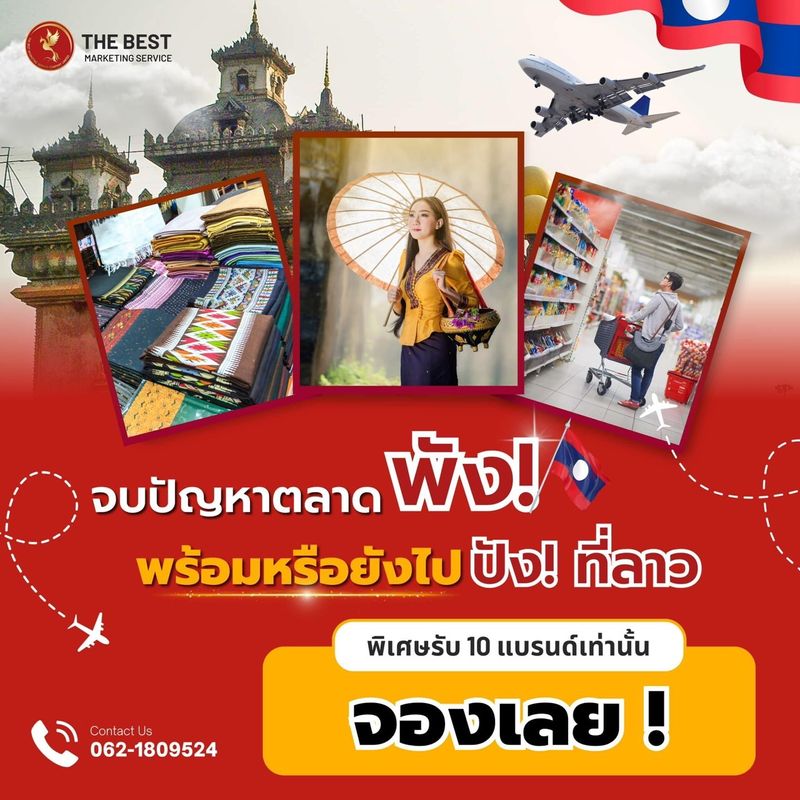 THE BEST
MARKETING SERVICE
จบปัญหาตลาด พัง!
พร้อมหรือยังไป ปัง! ที่ลาว
พิเศษรับ 10 แบรนด์เท่านั้น
จองเลย !
Contact Us
062-1809524